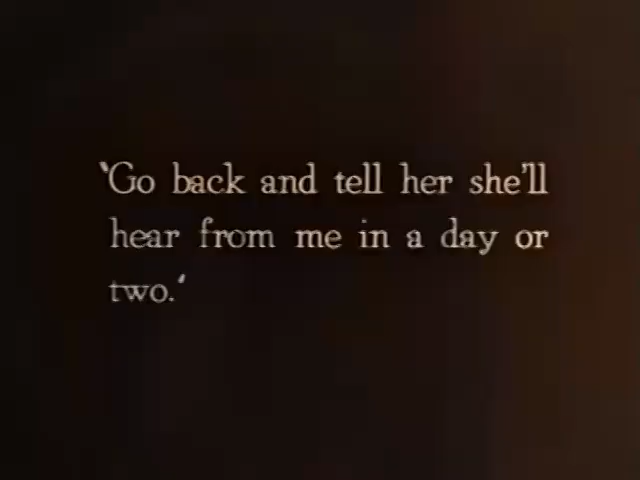 ‛Go back and tell her she'll
hear from me in a day or
two.‘